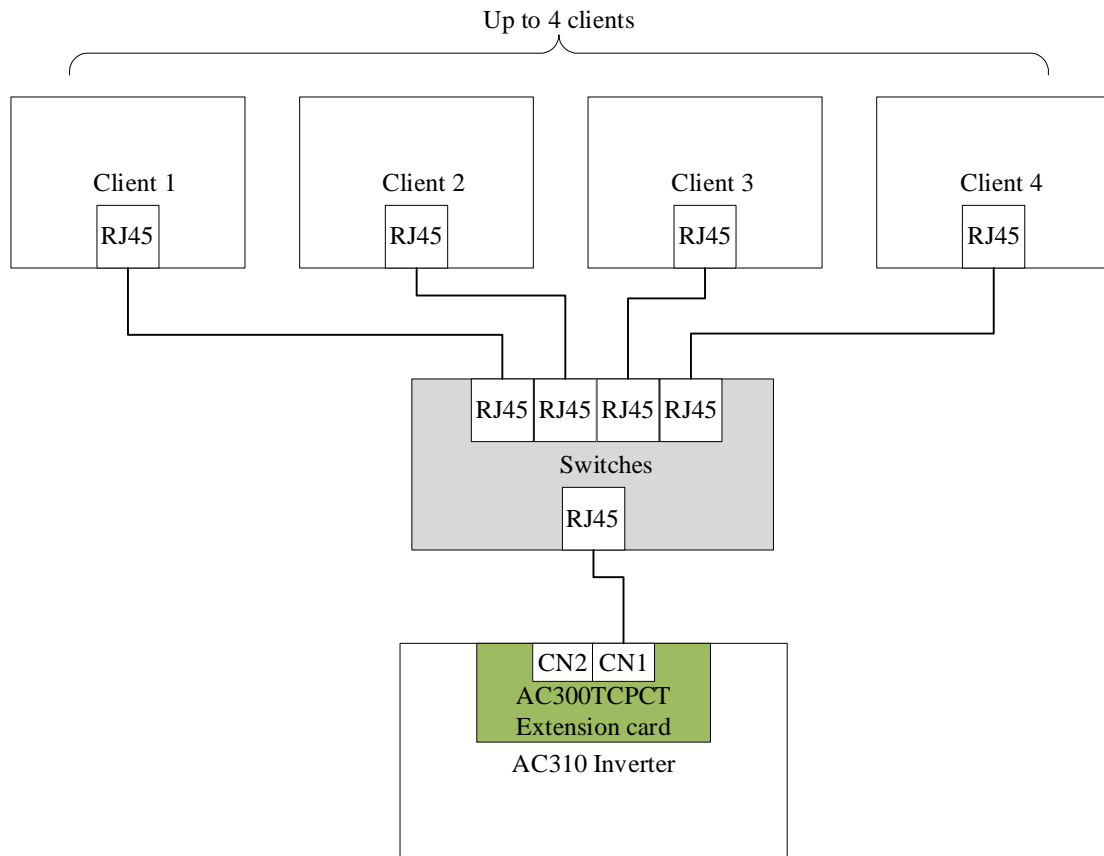 Up to 4 clients
Client 1
Client 2
Client 3
Client 4
RJ45
RJ45
RJ45
RJ45
RJ45
RJ45
RJ45
RJ45
Switches
RJ45
CN2
CN1
AC300TCPCT
Extension card
AC310 Inverter